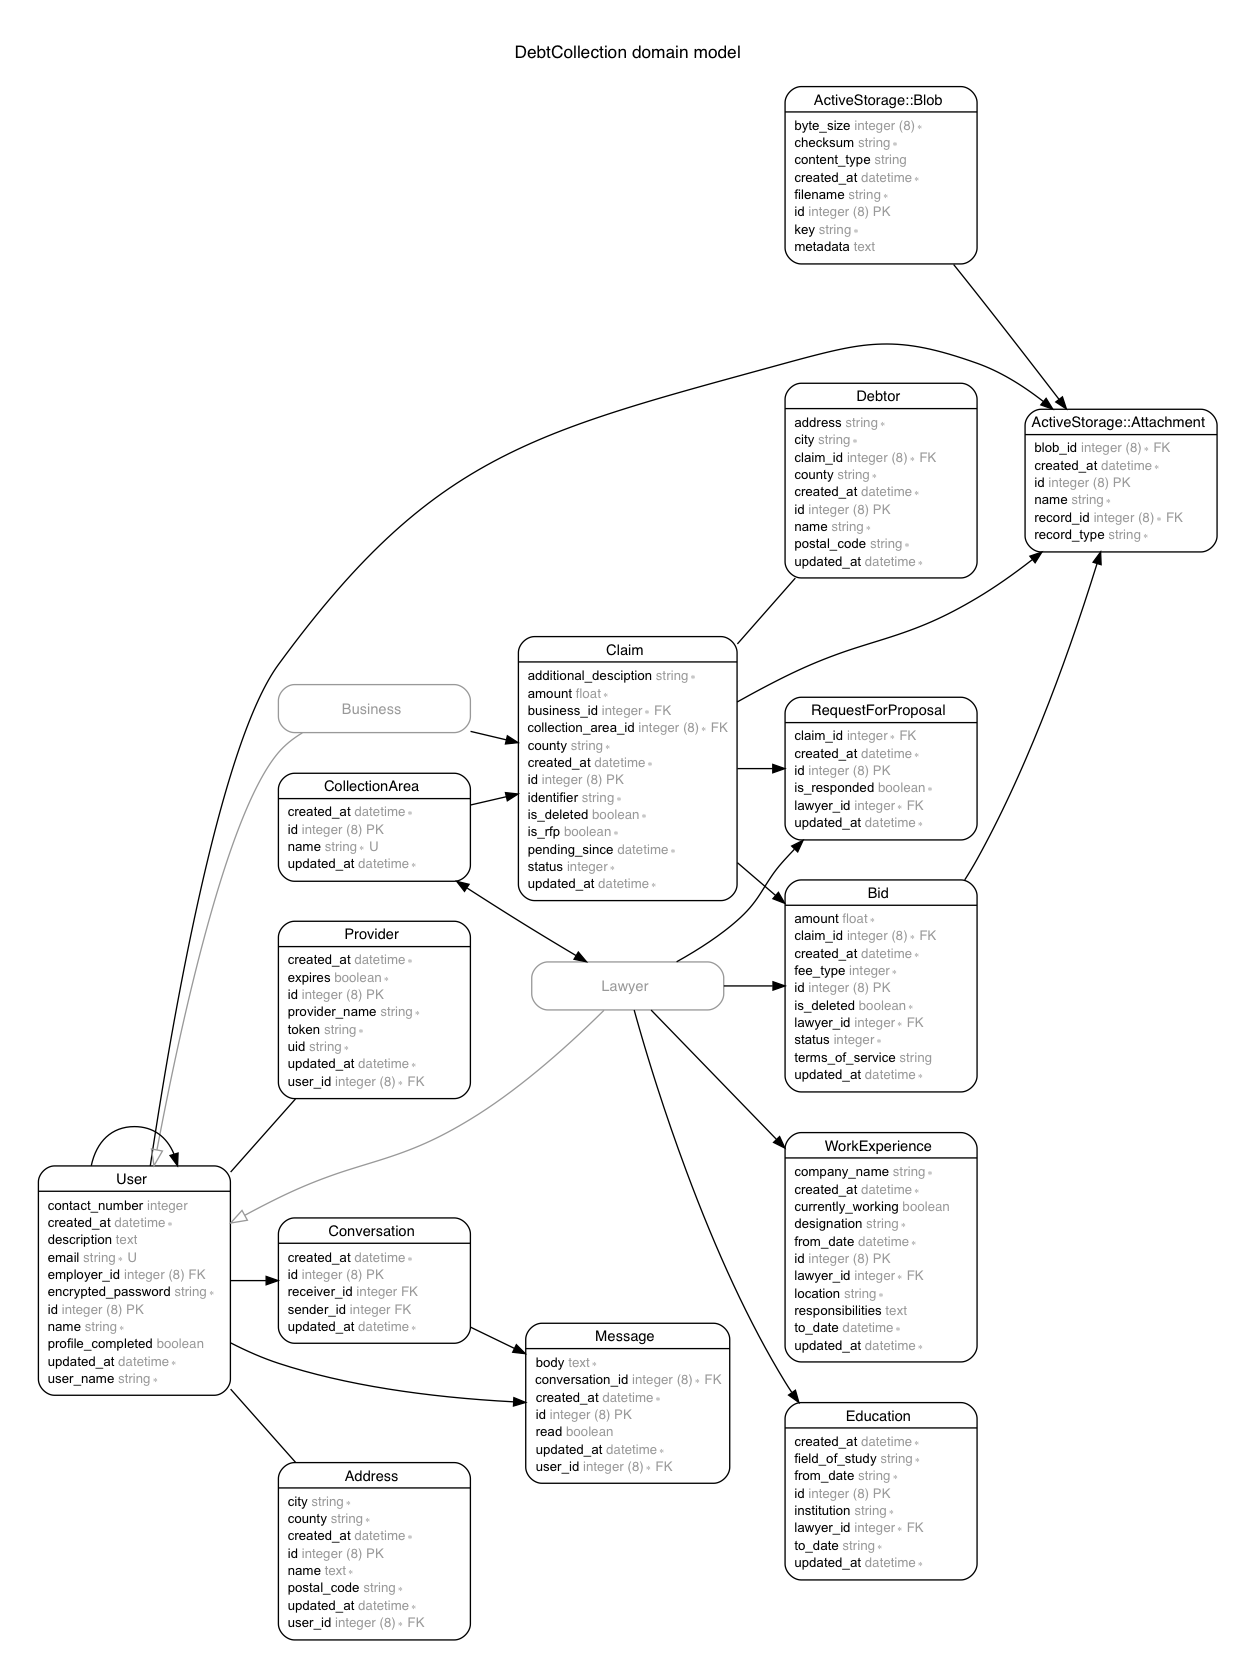 DebtCollection domain model
ActiveStorage::Blob
byte_size integer (8) ∗
checksum string ∗
content_type string
created_at datetime ∗
filename string ∗
id integer (8) PK
key string ∗
metadata text
Debtor
address string ∗
city string ∗
claim_id integer (8) ∗ FK
county string ∗
created_at datetime ∗
id integer (8) PK
name string ∗
postal_code string ∗
updated_at datetime ∗
ActiveStorage::Attachment
blob_id integer (8) ∗ FK
created_at datetime ∗
id integer (8) PK
name string ∗
record_id integer (8) ∗ FK
record_type string ∗
Claim
additional_desciption string ∗
amount float ∗
business_id integer ∗ FK
collection_area_id integer (8) ∗ FK
county string ∗
created_at datetime ∗
id integer (8) PK
identifier string ∗
is_deleted boolean ∗
is_rfp boolean ∗
pending_since datetime ∗
status integer ∗
updated_at datetime ∗
Business
RequestForProposal
claim_id integer ∗ FK
created_at datetime ∗
id integer (8) PK
is_responded boolean ∗
lawyer_id integer ∗ FK
updated_at datetime ∗
CollectionArea
created_at datetime ∗
id integer (8) PK
name string ∗ U
updated_at datetime ∗
Bid
amount float ∗
claim_id integer (8) ∗ FK
created_at datetime ∗
fee_type integer ∗
id integer (8) PK
is_deleted boolean ∗
lawyer_id integer ∗ FK
status integer ∗
terms_of_service string
updated_at datetime ∗
Provider
created_at datetime ∗
expires boolean ∗
id integer (8) PK
provider_name string ∗
token string ∗
uid string ∗
updated_at datetime ∗
user_id integer (8) ∗ FK
Lawyer
WorkExperience
company_name string ∗
created_at datetime ∗
currently_working boolean
designation string ∗
from_date datetime ∗
id integer (8) PK
lawyer_id integer ∗ FK
location string ∗
responsibilities text
to_date datetime ∗
updated_at datetime ∗
User
contact_number integer
created_at datetime ∗
description text
email string ∗ U
employer_id integer (8) FK
encrypted_password string ∗
id integer (8) PK
name string ∗
profile_completed boolean
updated_at datetime ∗
user_name string ∗
Conversation
created_at datetime ∗
id integer (8) PK
receiver_id integer FK
sender_id integer FK
updated_at datetime ∗
Message
body text ∗
conversation_id integer (8) ∗ FK
created_at datetime ∗
id integer (8) PK
read boolean
updated_at datetime ∗
user_id integer (8) ∗ FK
Education
created_at datetime ∗
field_of_study string ∗
from_date string ∗
id integer (8) PK
institution string ∗
lawyer_id integer ∗ FK
to_date string ∗
updated_at datetime ∗
Address
city string ∗
county string ∗
created_at datetime ∗
id integer (8) PK
name text ∗
postal_code string ∗
updated_at datetime ∗
user_id integer (8) ∗ FK